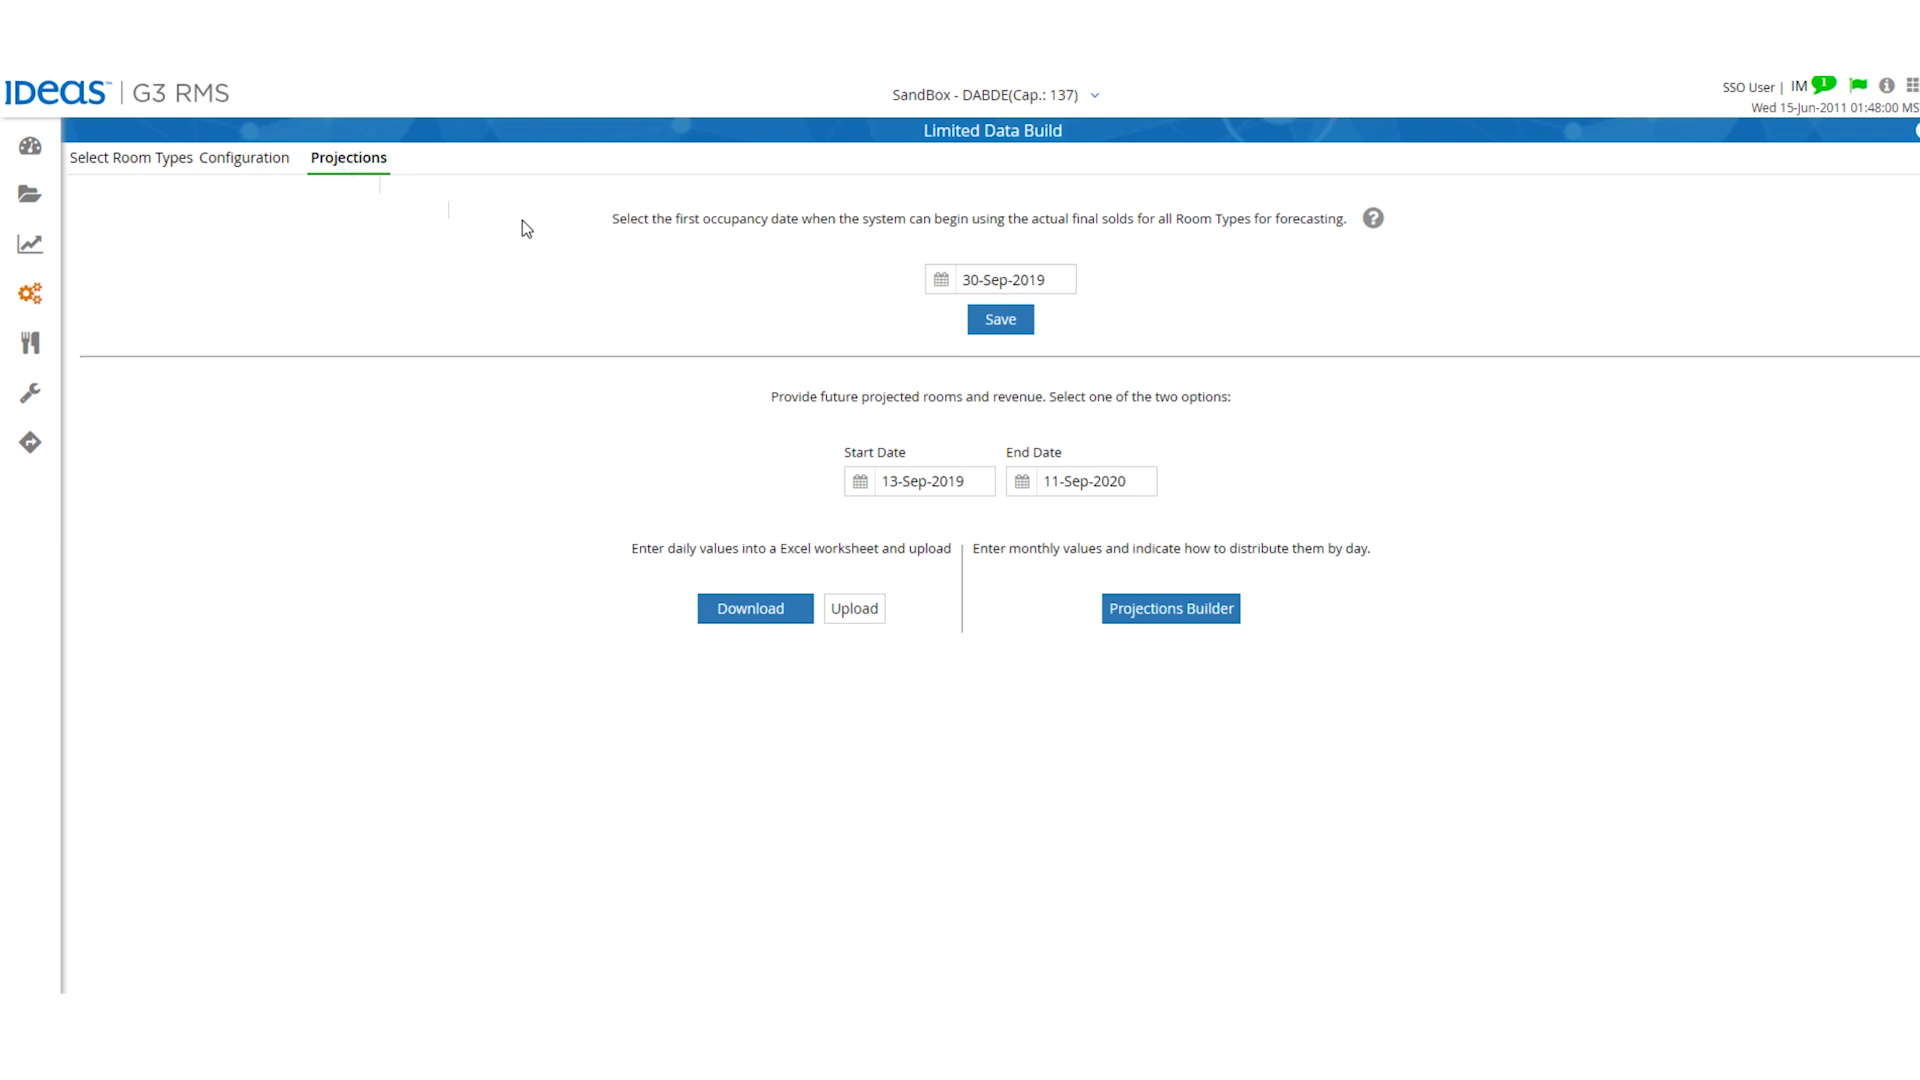 IDeaS™ | G3 RMS
SandBox - DABDE(Cap.: 137)
SSO User | IM 1
Wed 15-Jun-2011 01:48:00 MS
Limited Data Build
Select Room Types Configuration Projections
Select the first occupancy date when the system can begin using the actual final solds for all Room Types for forecasting. ?
30-Sep-2019
Save
Provide future projected rooms and revenue. Select one of the two options:
Start Date End Date
13-Sep-2019 11-Sep-2020
Enter daily values into a Excel worksheet and upload
Enter monthly values and indicate how to distribute them by day.
Download Upload
Projections Builder